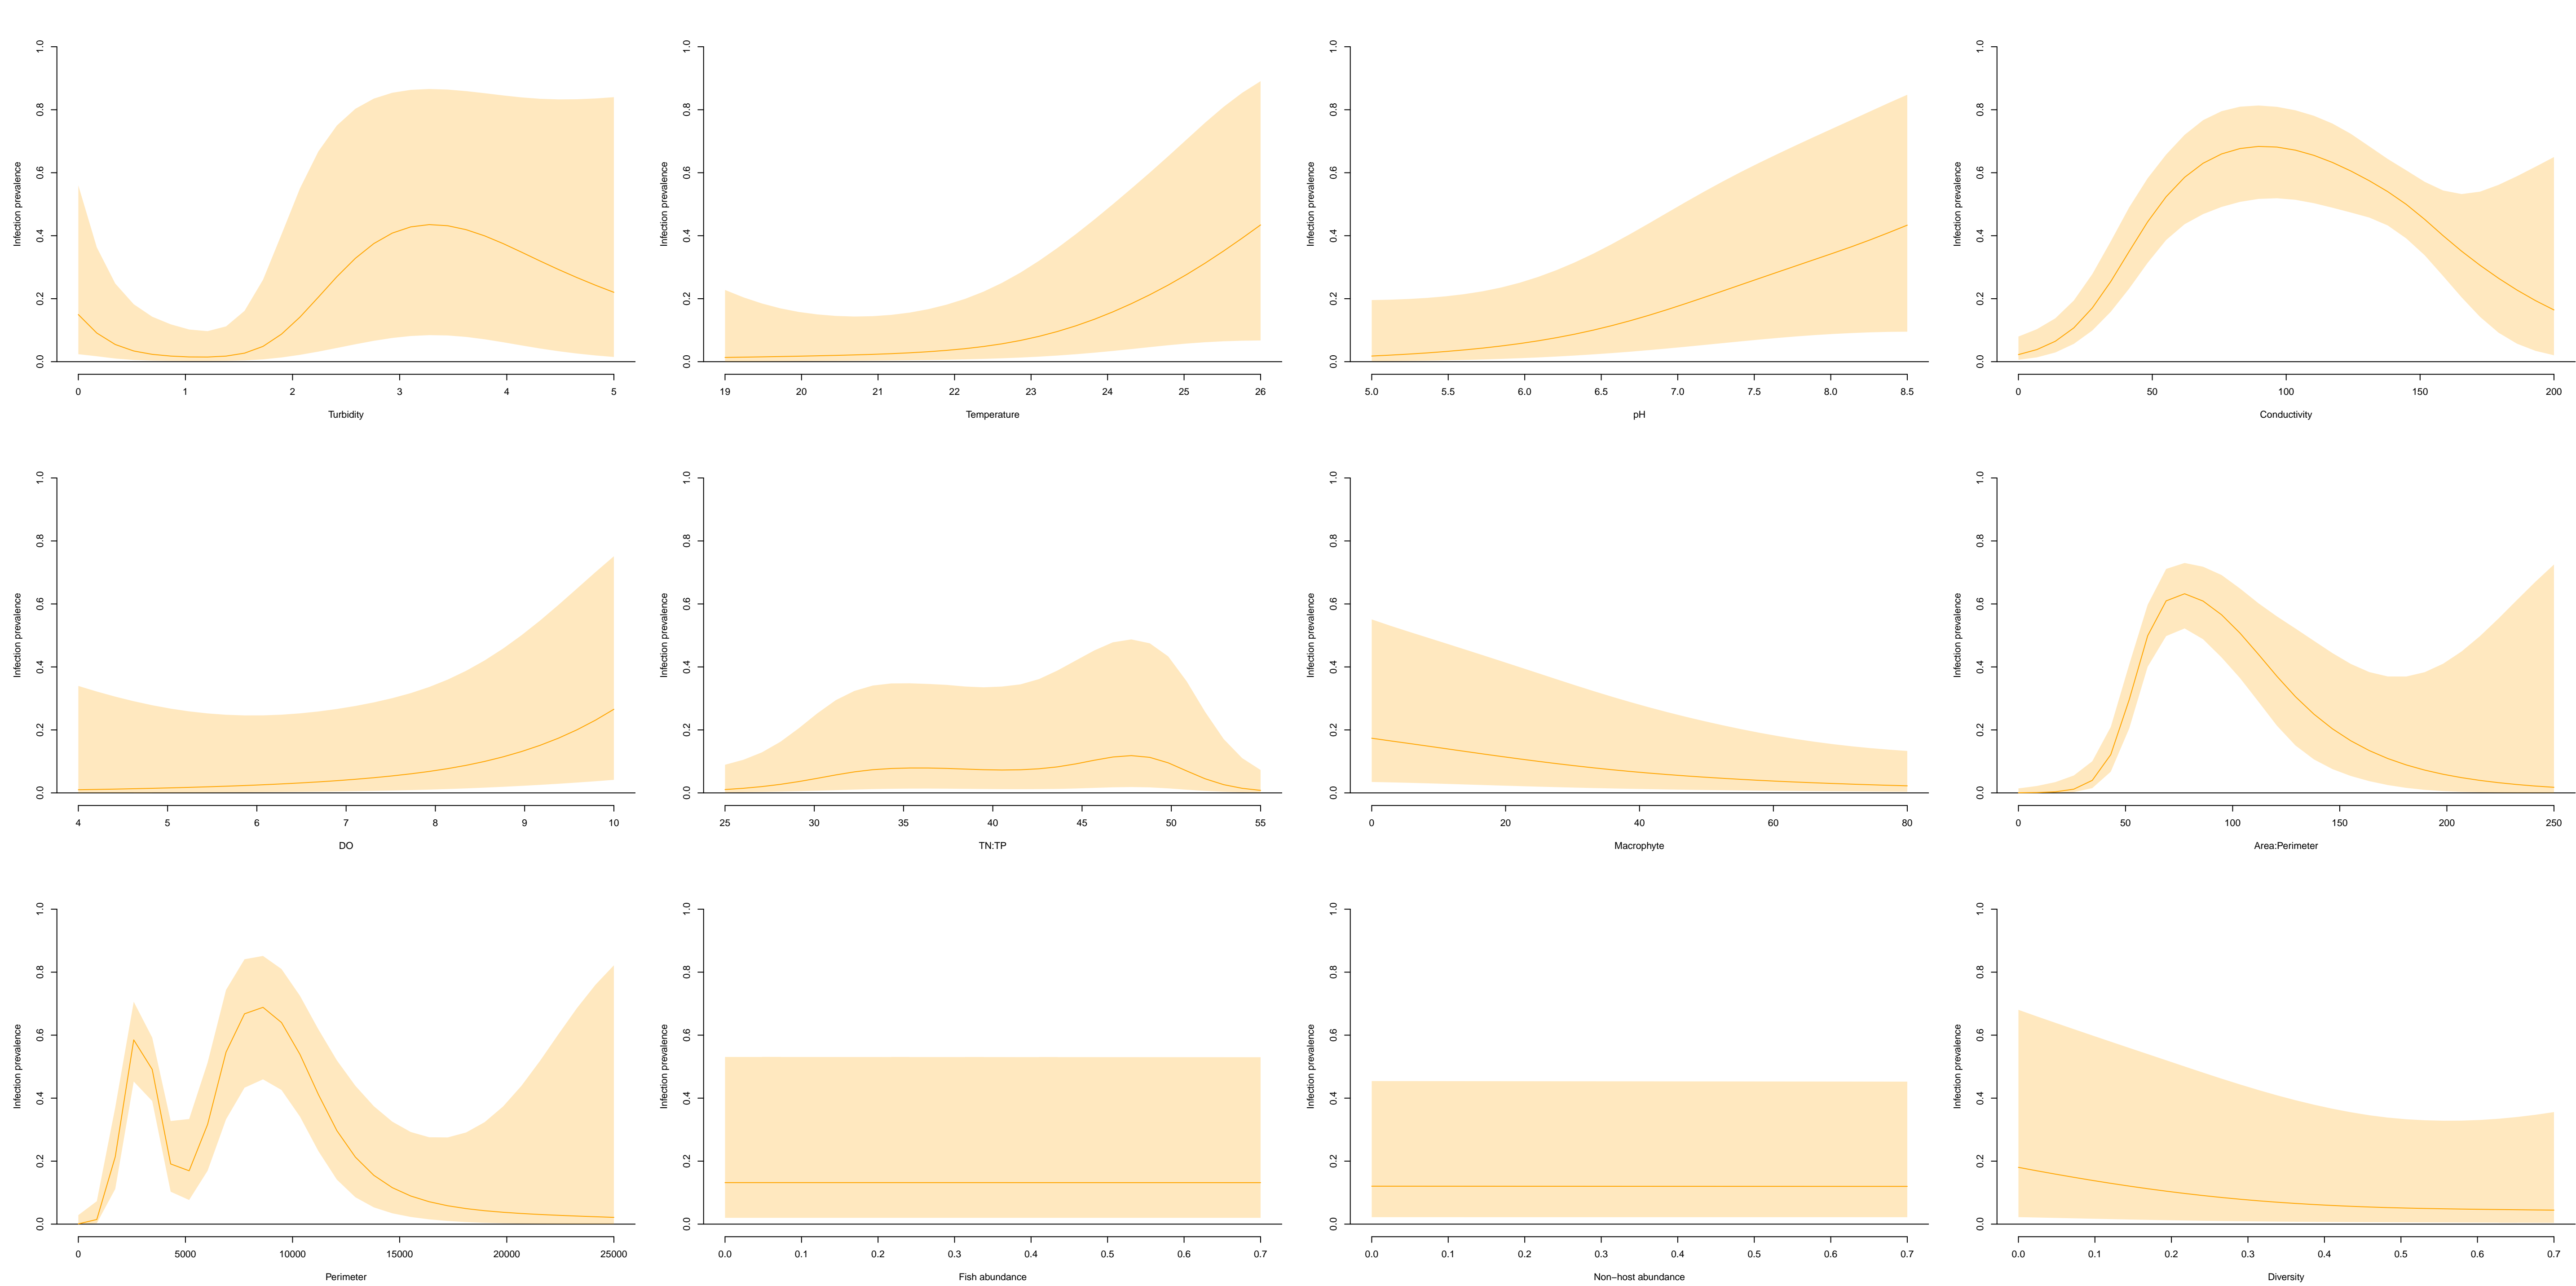 Infection prevalence
0.0 0.2 0.4 0.6 0.8 1.0
0 1 2 3 4 5
Turbidity
Infection prevalence
0.0 0.2 0.4 0.6 0.8 1.0
19 20 21 22 23 24 25 26
Temperature
Infection prevalence
0.0 0.2 0.4 0.6 0.8 1.0
5.0 5.5 6.0 6.5 7.0 7.5 8.0 8.5
pH
Infection prevalence
0.0 0.2 0.4 0.6 0.8 1.0
0 50 100 150 200
Conductivity
Infection prevalence
0.0 0.2 0.4 0.6 0.8 1.0
4 5 6 7 8 9 10
DO
Infection prevalence
0.0 0.2 0.4 0.6 0.8 1.0
25 30 35 40 45 50 55
TN:TP
Infection prevalence
0.0 0.2 0.4 0.6 0.8 1.0
0 20 40 60 80
Macrophyte
Infection prevalence
0.0 0.2 0.4 0.6 0.8 1.0
0 50 100 150 200 250
Area:Perimeter
Infection prevalence
0.0 0.2 0.4 0.6 0.8 1.0
0 5000 10000 15000 20000 25000
Perimeter
Infection prevalence
0.0 0.2 0.4 0.6 0.8 1.0
0.0 0.1 0.2 0.3 0.4 0.5 0.6 0.7
Fish abundance
Infection prevalence
0.0 0.2 0.4 0.6 0.8 1.0
0.0 0.1 0.2 0.3 0.4 0.5 0.6 0.7
Non−host abundance
Infection prevalence
0.0 0.2 0.4 0.6 0.8 1.0
0.0 0.1 0.2 0.3 0.4 0.5 0.6 0.7
Diversity